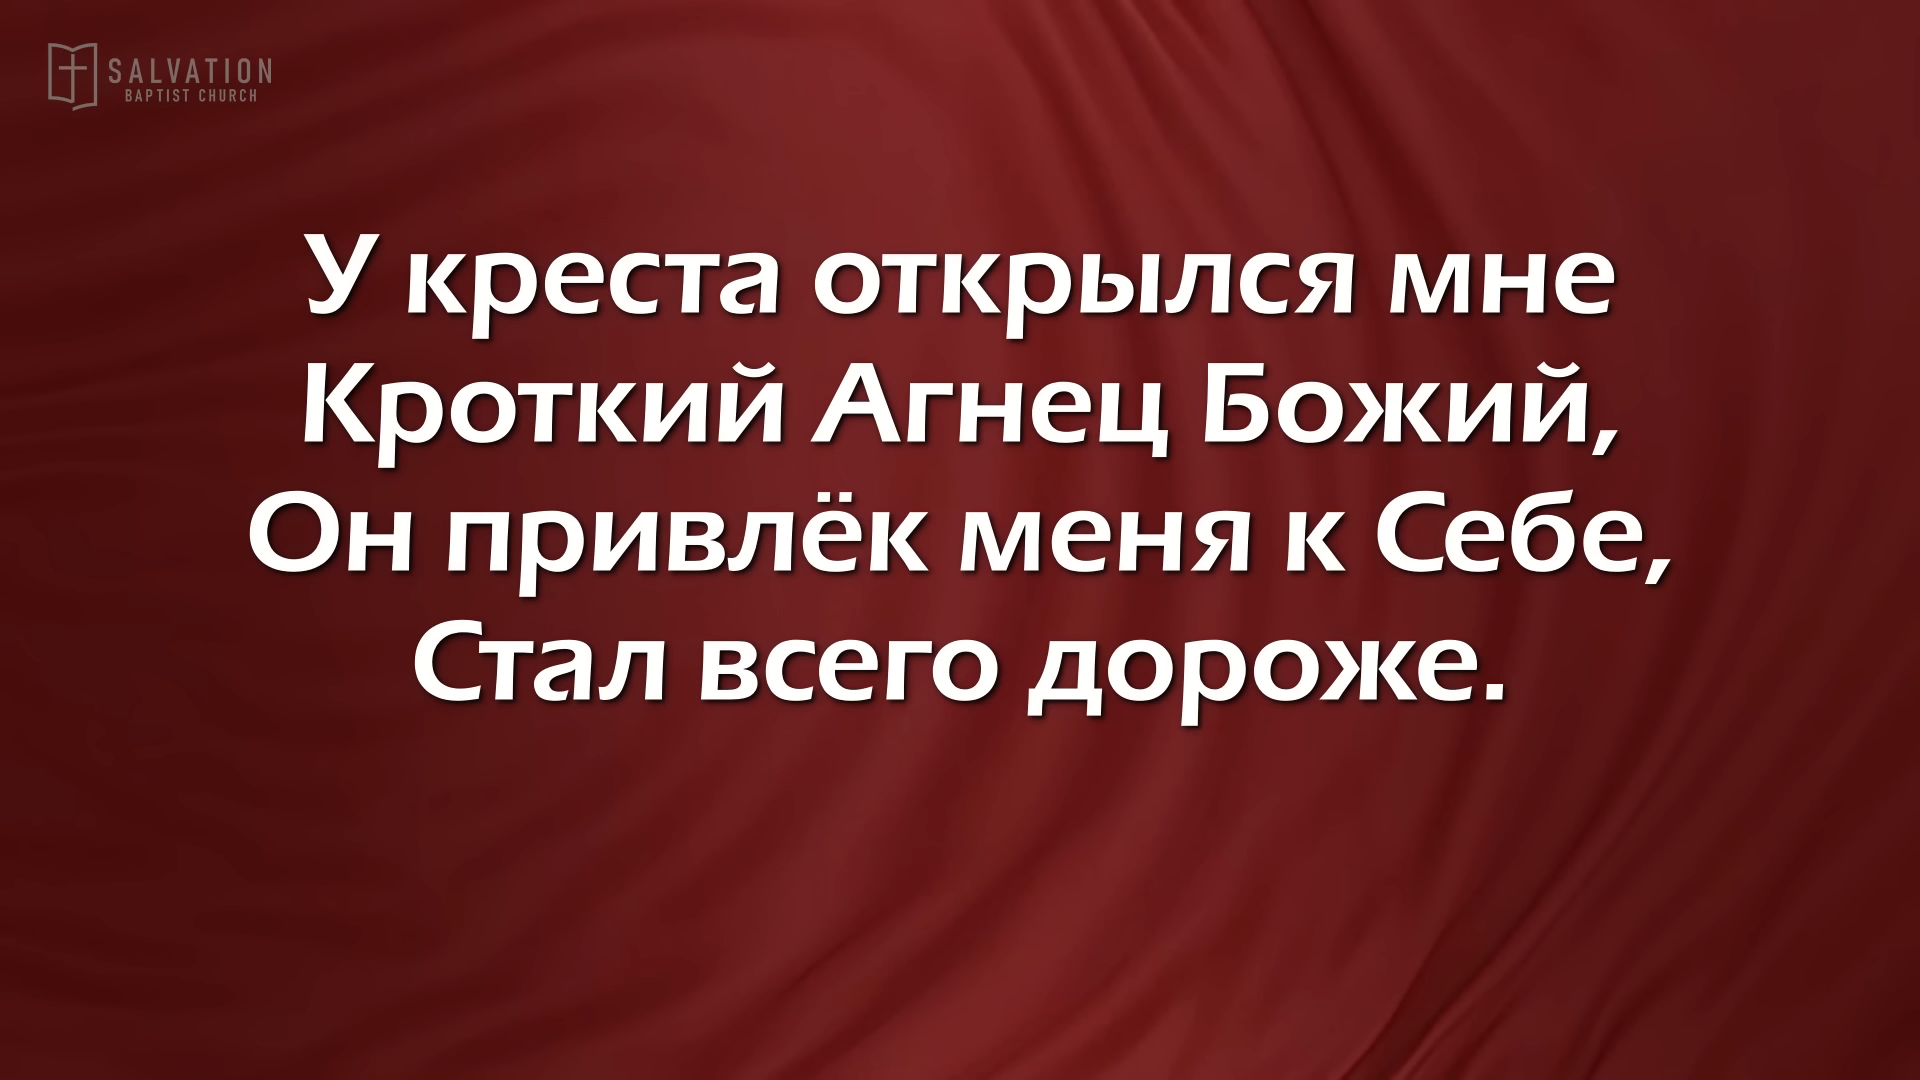 SALVATION
BAPTIST CHURCH
У креста открылся мне
Кроткий Агнец Божий,
Он привлёк меня к Себе,
Стал всего дороже.